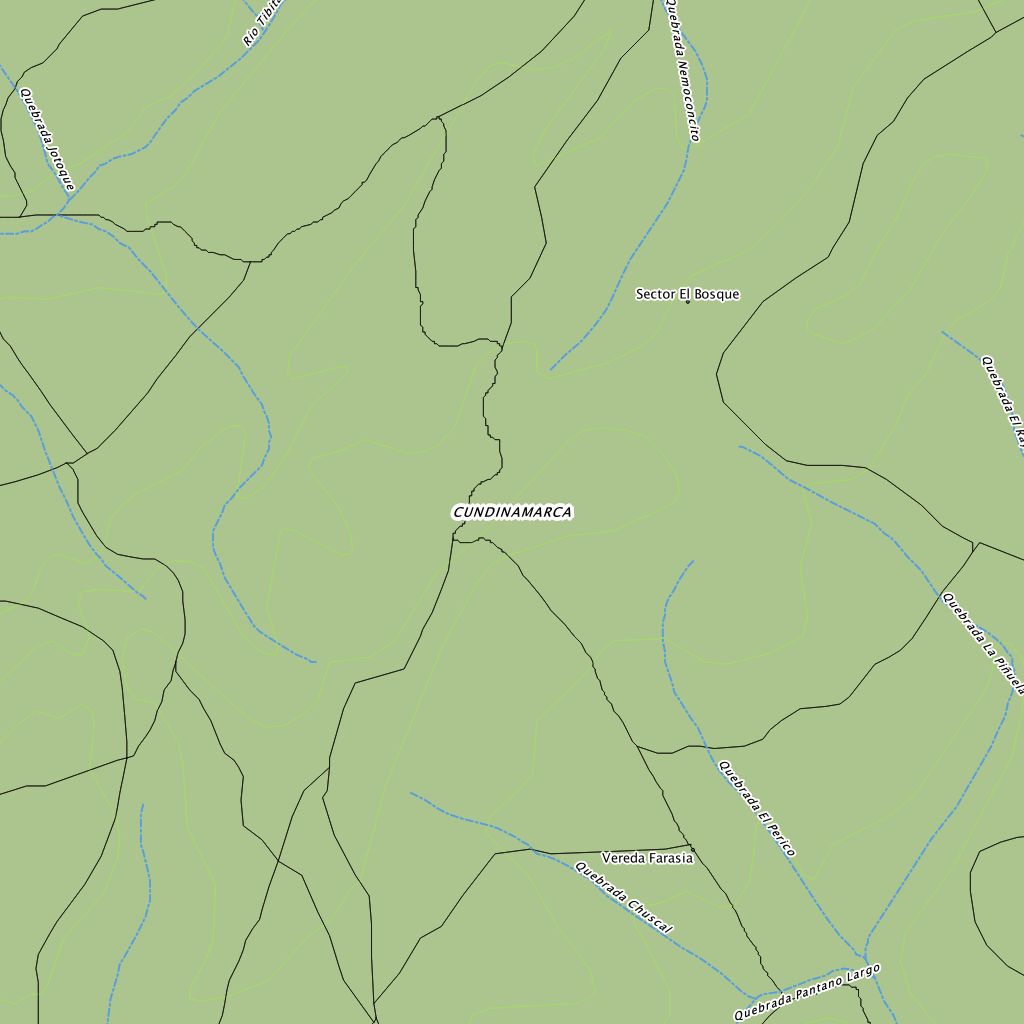 Río Tibita
Quebrada Nemoconcito
Quebrada Jotoque
Sector El Bosque
Quebrada El
CUNDINAMARCA
Quebrada La Piñuela
Quebrada El Perico
Vereda Farasia
Quebrada Chuscal
Quebrada Pantano Largo